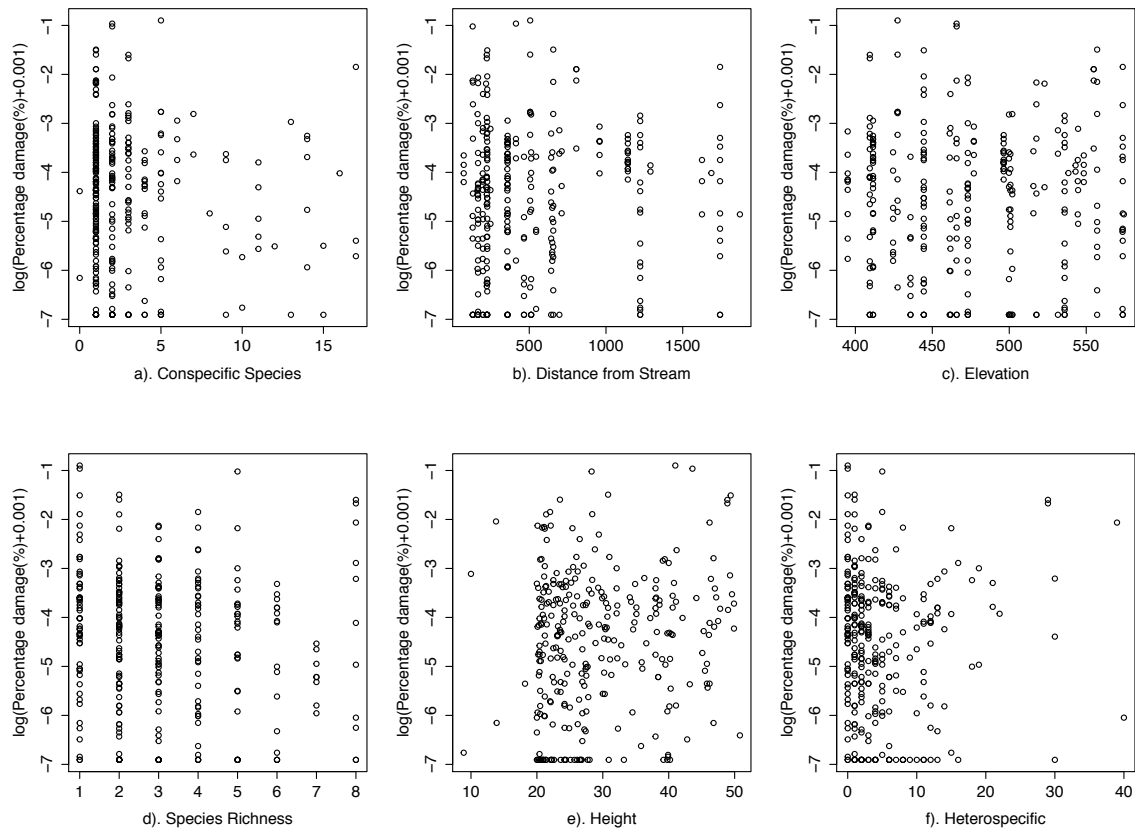 log(Percentage damage(%)+0.001)
-1
-2
-3
-4
-5
-6
-7
0 5 10 15
a). Conspecific Species
log(Percentage damage(%)+0.001)
-1
-2
-3
-4
-5
-6
-7
500 1000 1500
b). Distance from Stream
log(Percentage damage(%)+0.001)
-1
-2
-3
-4
-5
-6
-7
400 450 500 550
c). Elevation
log(Percentage damage(%)+0.001)
-1
-2
-3
-4
-5
-6
-7
1 2 3 4 5 6 7 8
d). Species Richness
log(Percentage damage(%)+0.001)
-1
-2
-3
-4
-5
-6
-7
10 20 30 40 50
e). Height
log(Percentage damage(%)+0.001)
-1
-2
-3
-4
-5
-6
-7
0 10 20 30 40
f). Heterospecific